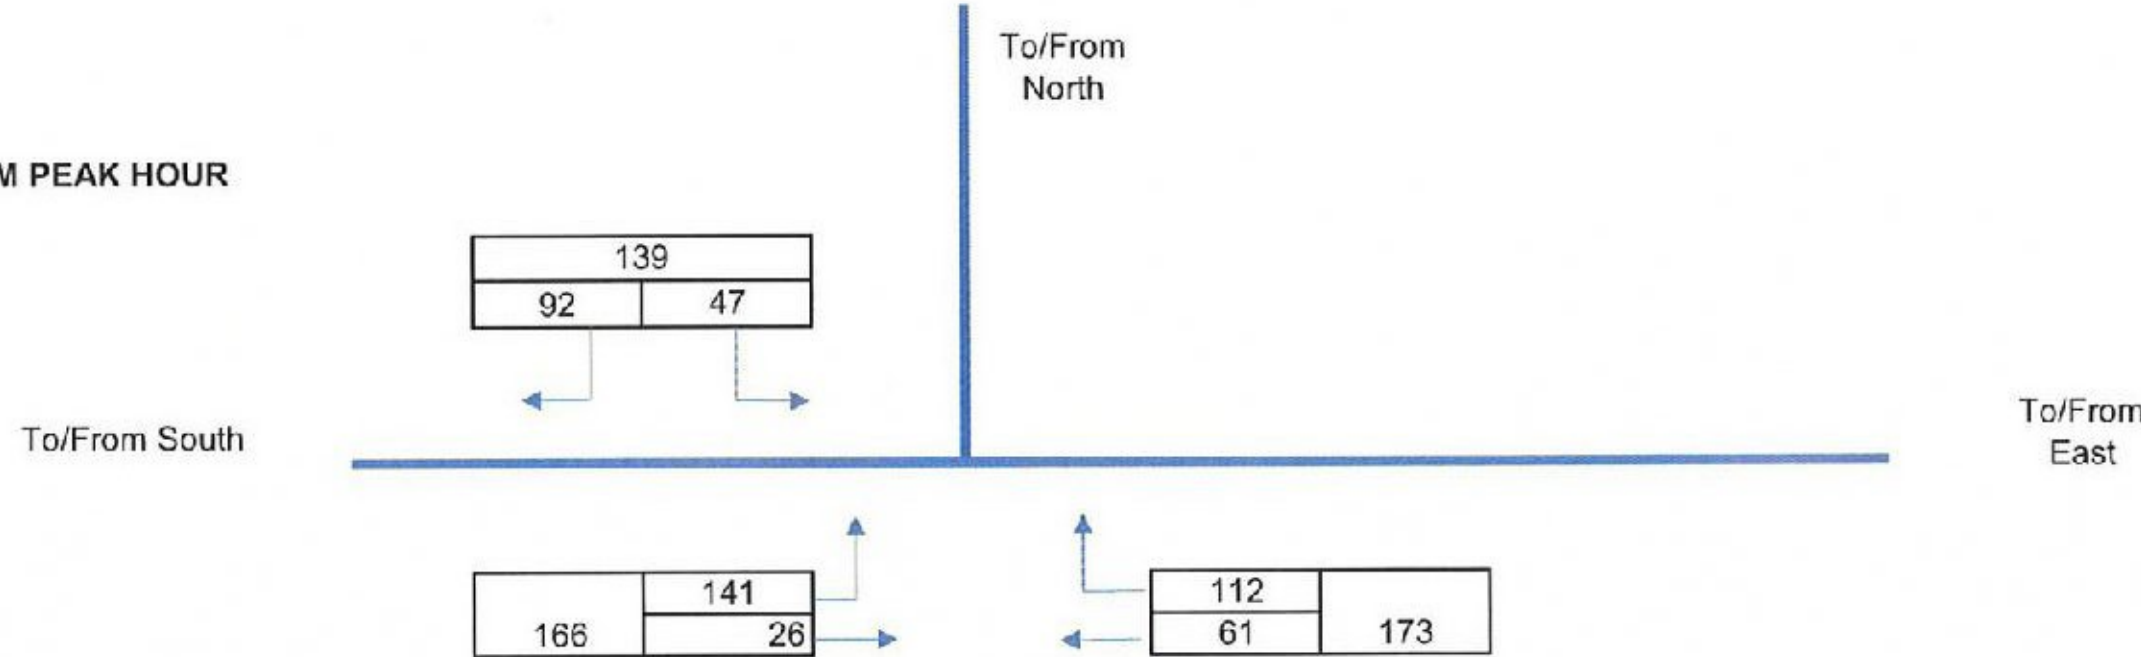 To/From
North
M PEAK HOUR
139
92 47
To/From South
To/From
East
141
166 26
112
61 173